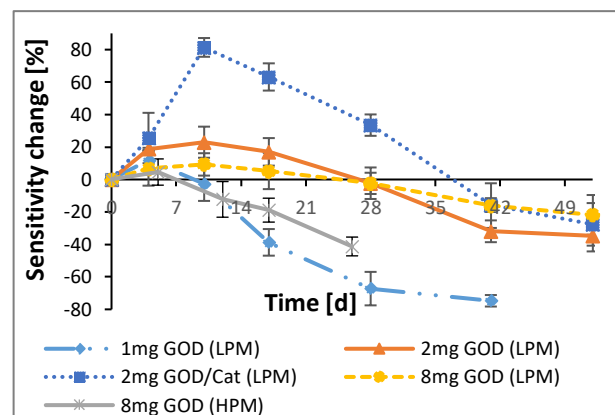 Sensitivity change [%]
80
60
40
20
0
-20
-40
-60
-80
0 7 14 21 28 35 42 49
Time [d]
1mg GOD (LPM) 2mg GOD (LPM)
2mg GOD/Cat (LPM) 8mg GOD (LPM)
8mg GOD (HPM)